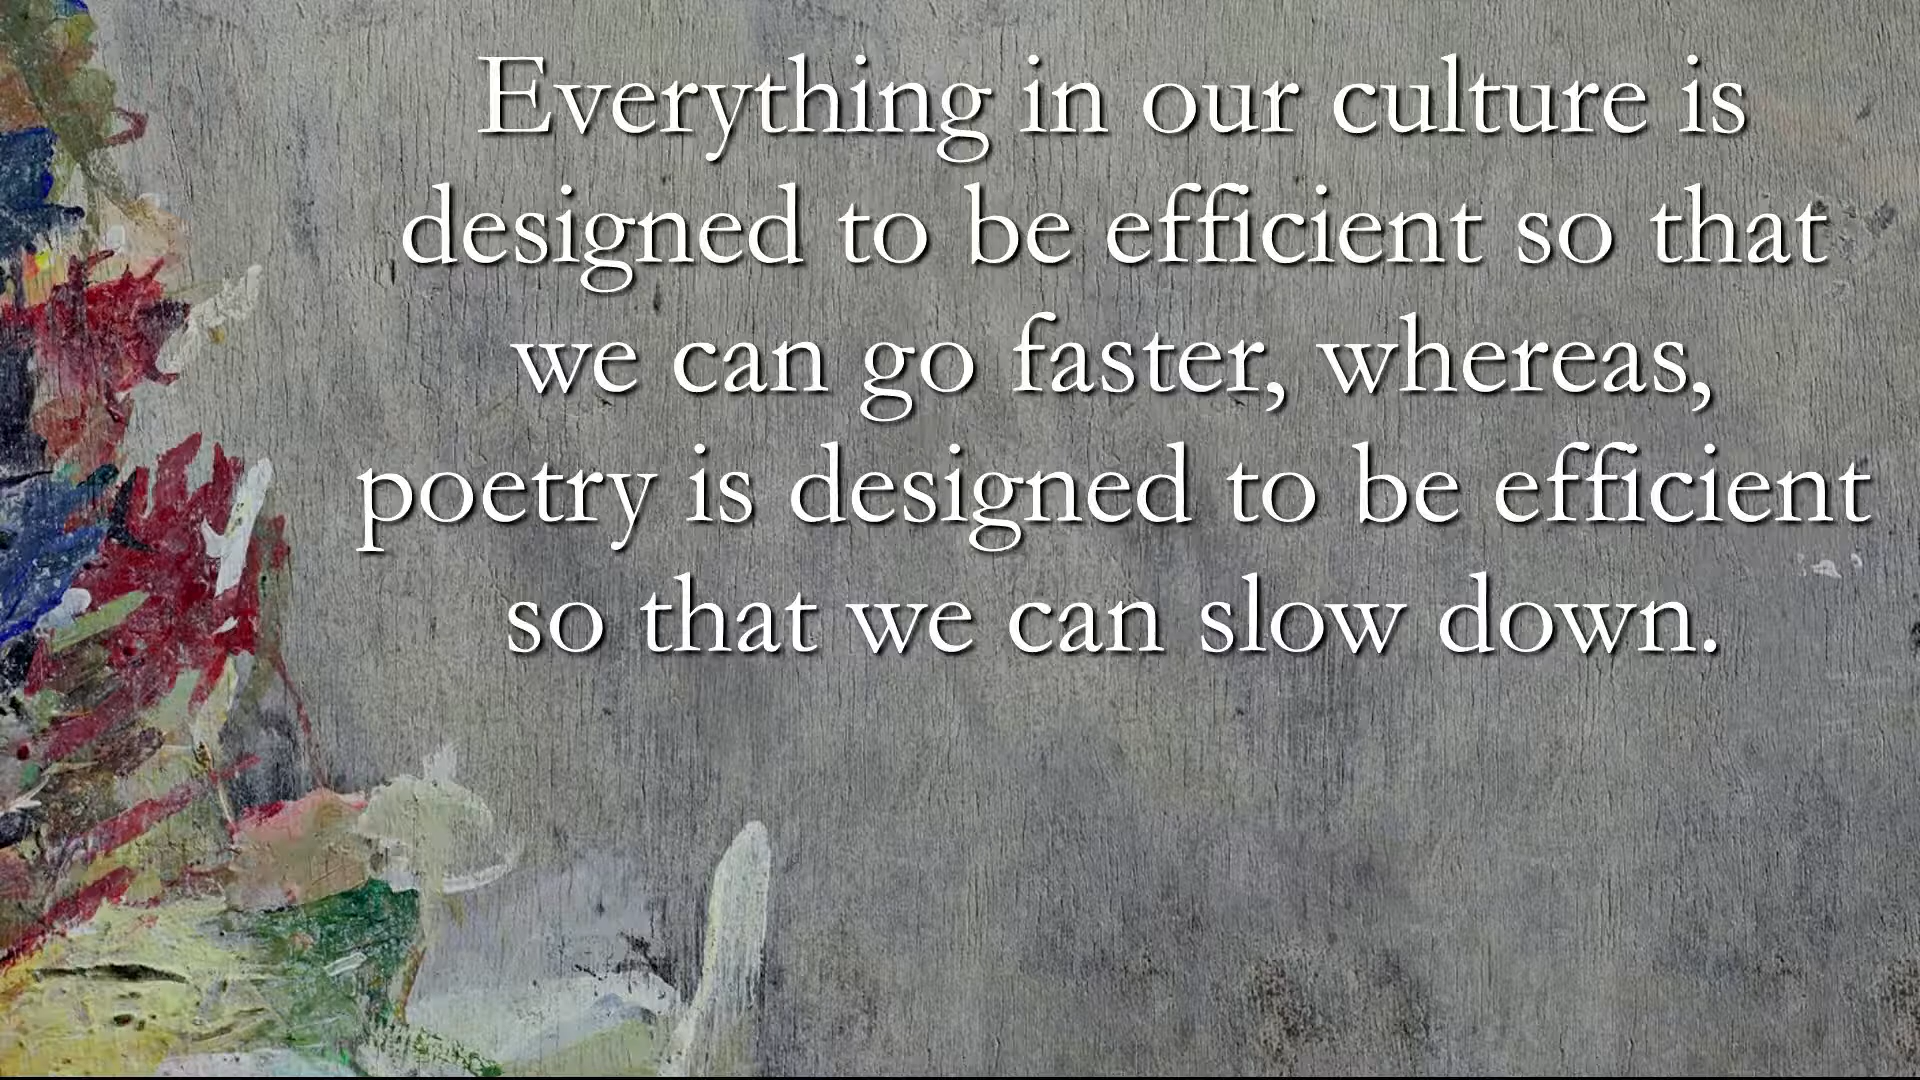 Everything in our culture is
designed to be efficient so that
we can go faster, whereas,
poetry is designed to be efficient
so that we can slow down.